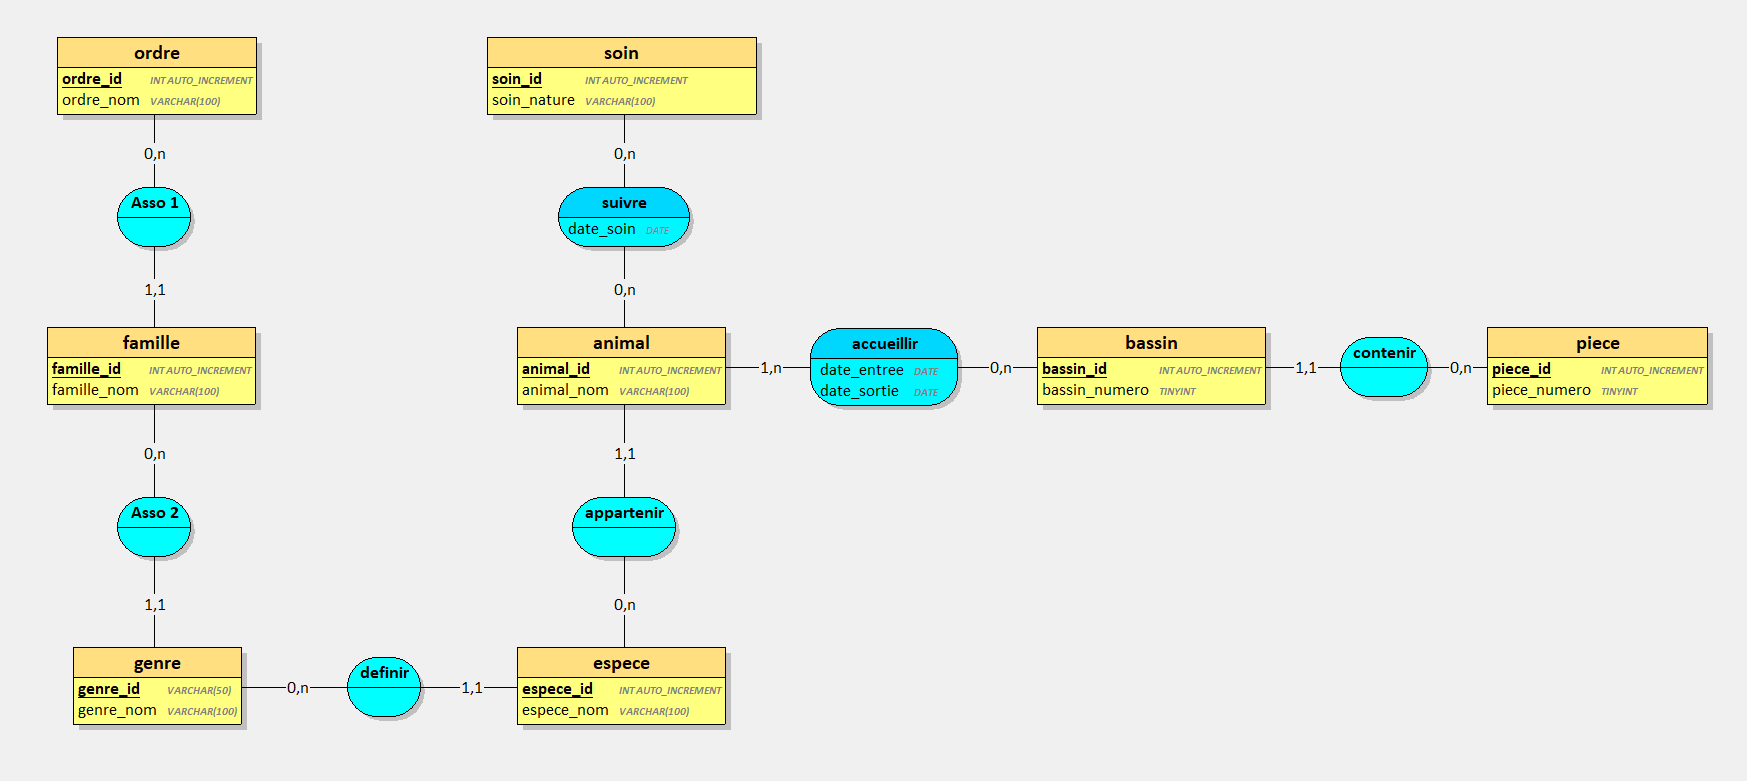 ordre
ordre_id INT AUTO_INCREMENT
ordre_nom VARCHAR(100)
soin
soin_id INT AUTO_INCREMENT
soin_nature VARCHAR(100)
0,n
0,n
Asso 1
suivre
date_soin DATE
1,1
0,n
famille
famille_id INT AUTO_INCREMENT
famille_nom VARCHAR(100)
animal
animal_id INT AUTO_INCREMENT
animal_nom VARCHAR(100)
1,n
accueillir
date_entree DATE
date_sortie DATE
0,n
bassin
bassin_id INT AUTO_INCREMENT
bassin_numero TINYINT
1,1
contenir
0,n
piece
piece_id INT AUTO_INCREMENT
piece_numero TINYINT
0,n
1,1
Asso 2
appartenir
1,1
0,n
genre
genre_id VARCHAR(50)
genre_nom VARCHAR(100)
0,n
definir
1,1
espece
espece_id INT AUTO_INCREMENT
espece_nom VARCHAR(100)